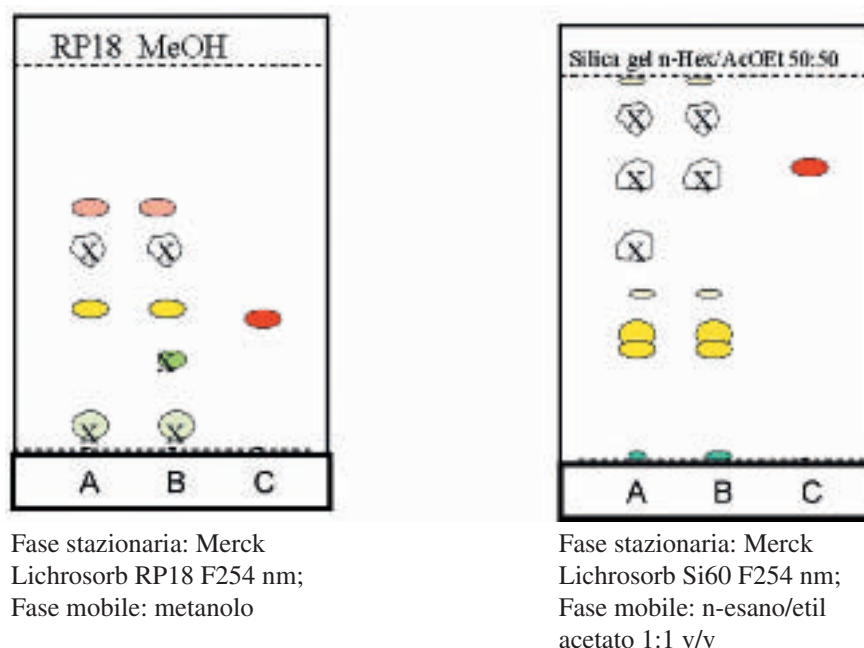 RP18 MeOH
X X
X
X X
A B C
Silica gel n-Hex/AcOEt 50:50
X X
X X
X
A B C
Fase stazionaria: Merck
Lichrosorb RP18 F254 nm;
Fase mobile: metanolo
Fase stazionaria: Merck
Lichrosorb Si60 F254 nm;
Fase mobile: n-esano/etil
acetato 1:1 v/v